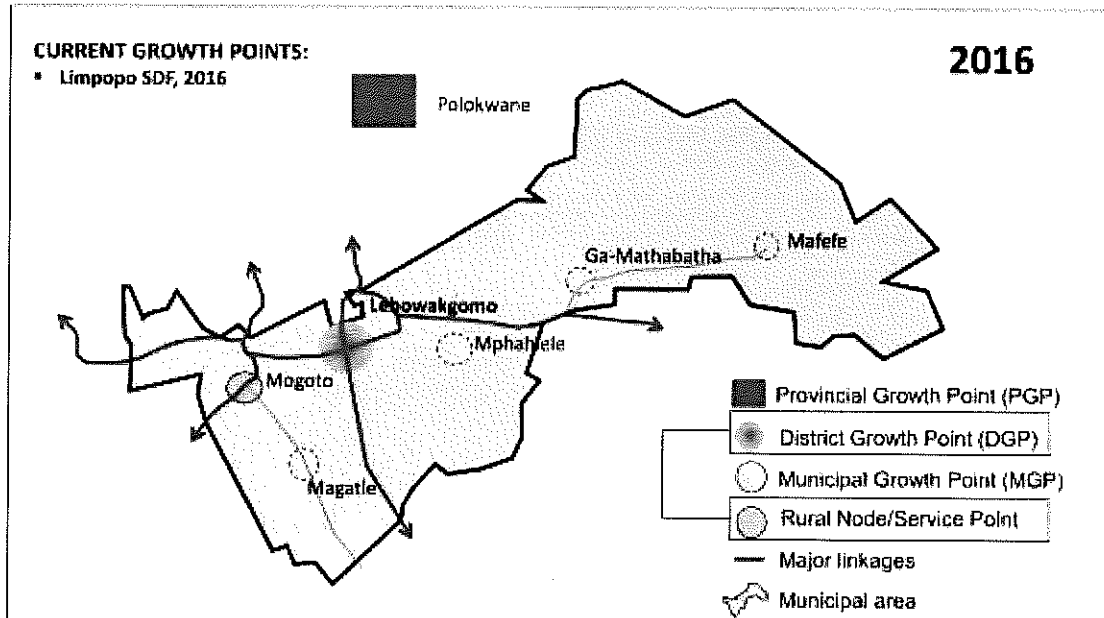 CURRENT GROWTH POINTS:
▪ Limpopo SDF, 2016
2016
Polokwane
Mafefe
Ga-Mathabatha
Lebowakgomo
Mphahlele
Mogoto
Magatle
Provincial Growth Point (PGP)
District Growth Point (DGP)
Municipal Growth Point (MGP)
Rural Node/Service Point
Major linkages
Municipal area